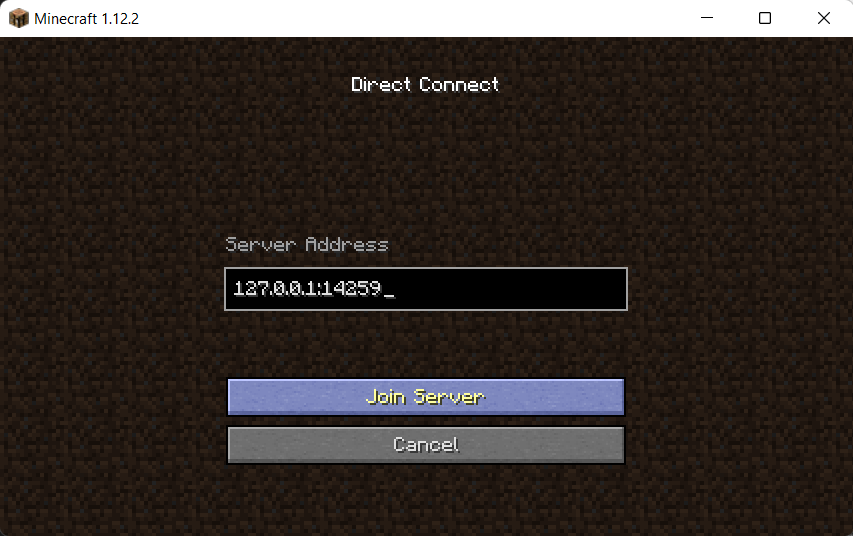 Minecraft 1.12.2
Direct Connect
Server Address
127.0.0.1:14259_
Join Server
Cancel